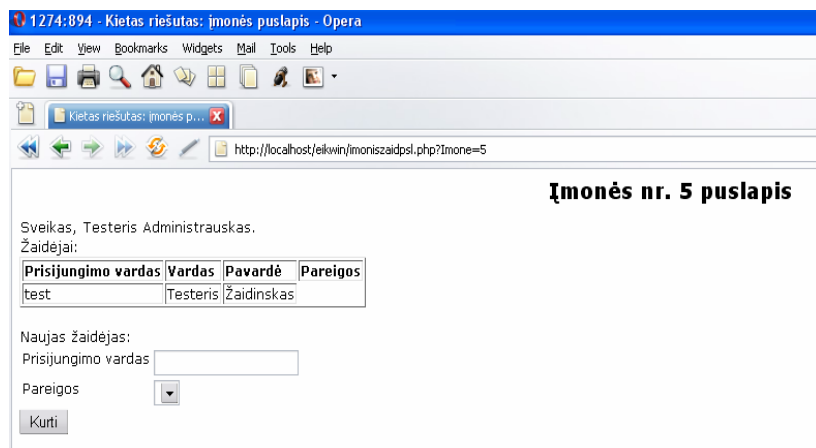 1274:894 - Kietas riešutas: įmonės puslapis - Opera
File Edit View Bookmarks Widgets Mail Tools Help
Kietas riešutas: įmonės p...
http://localhost/eikwin/imoniszaidpsl.php?Imone=5
Įmonės nr. 5 puslapis
Sveikas, Testeris Administrauskas.
Žaidėjai:
Prisijungimo vardas Vardas Pavardė Pareigos
test Testeris Žaidinskas
Naujas žaidėjas:
Prisijungimo vardas
Pareigos
Kurti